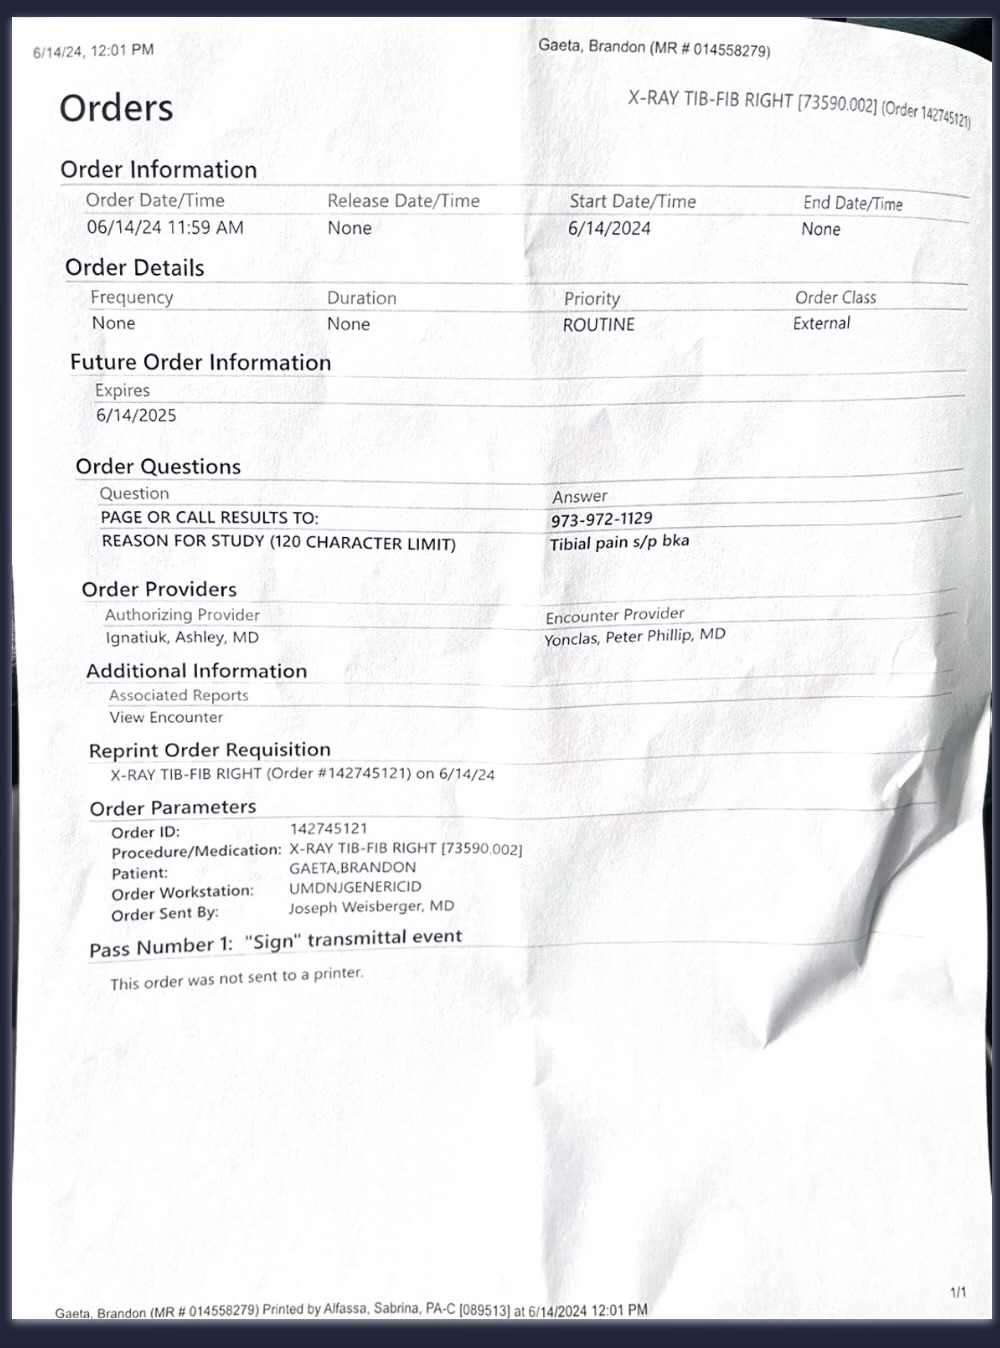 6/14/24, 12:01 PM
Gaeta, Brandon (MR # 014558279)
Orders
X-RAY TIB-FIB RIGHT [73590.002] (Order 142745121)
Order Information
Order Date/Time Release Date/Time Start Date/Time End Date/Time
06/14/24 11:59 AM None 6/14/2024 None
Order Details
Frequency Duration Priority Order Class
None None ROUTINE External
Future Order Information
Expires
6/14/2025
Order Questions
Question Answer
PAGE OR CALL RESULTS TO: 973-972-1129
REASON FOR STUDY (120 CHARACTER LIMIT) Tibial pain s/p bka
Order Providers
Authorizing Provider Encounter Provider
Ignatiuk, Ashley, MD Yonclas, Peter Phillip, MD
Additional Information
Associated Reports
View Encounter
Reprint Order Requisition
X-RAY TIB-FIB RIGHT (Order #142745121) on 6/14/24
Order Parameters
Order ID: 142745121
Procedure/Medication: X-RAY TIB-FIB RIGHT [73590.002]
Patient: GAETA,BRANDON
Order Workstation: UMDNJGENERICID
Order Sent By: Joseph Weisberger, MD
Pass Number 1: "Sign" transmittal event
This order was not sent to a printer.
1/1
Gaeta, Brandon (MR # 014558279) Printed by Alfassa, Sabrina, PA-C [089513] at 6/14/2024 12:01 PM